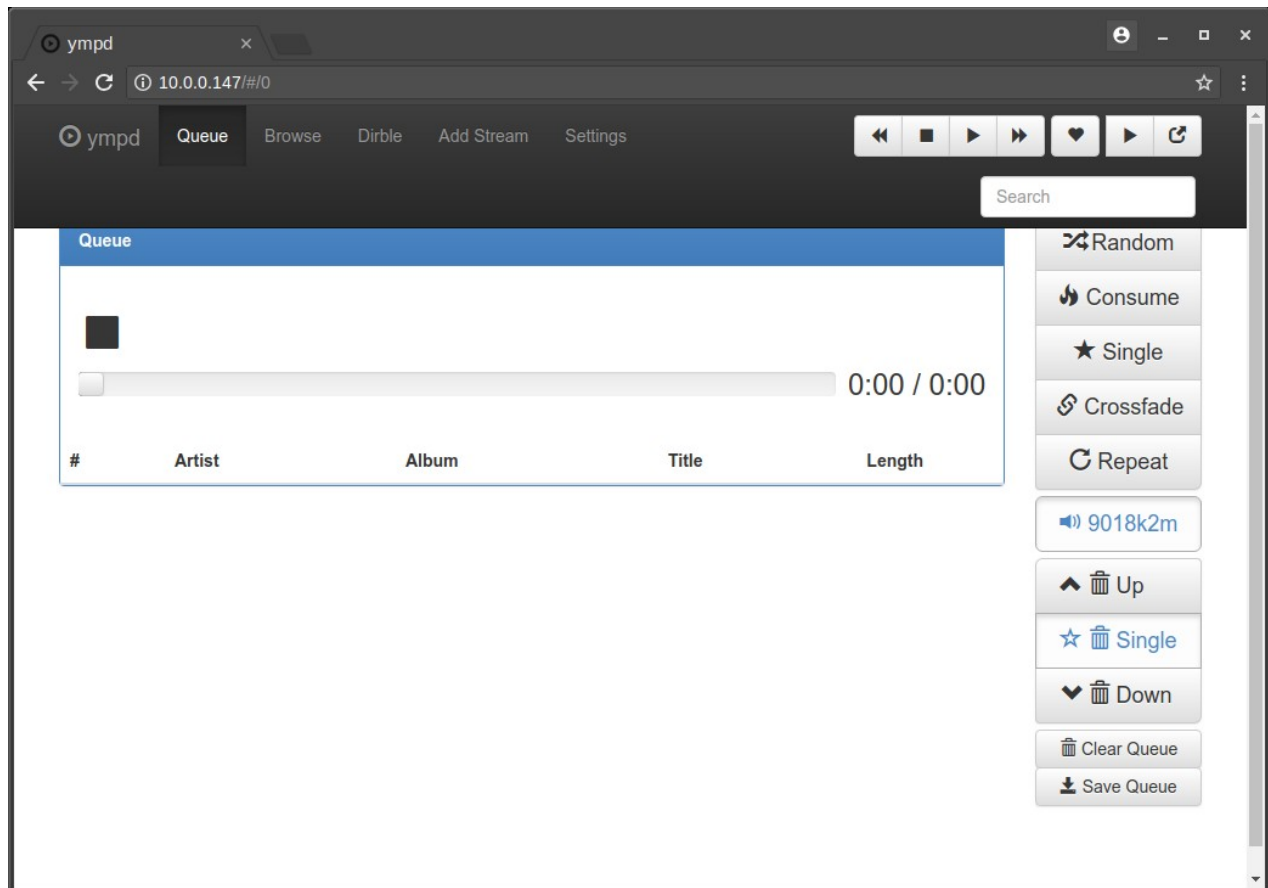 ympd
10.0.0.147/#/0
ympd Queue Browse Dirble Add Stream Settings
Search
Queue
Random
Consume
Single
0:00 / 0:00
Crossfade
# Artist Album Title Length
Repeat
9018k2m
Up
Single
Down
Clear Queue
Save Queue